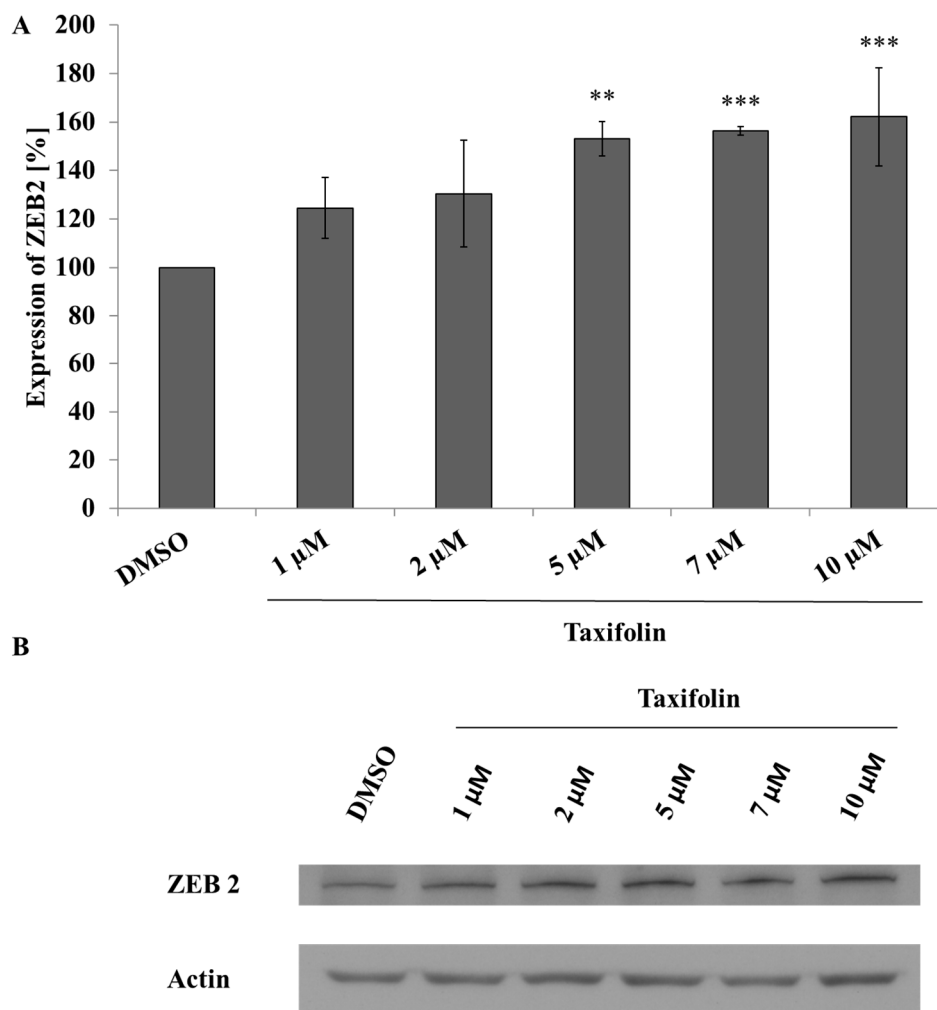 A
Expression of ZEB2 [%]
200
180
160
140
120
100
80
60
40
20
0
**
***
***
DMSO
1 µM
2 µM
5 µM
7 µM
10 µM
Taxifolin
B
Taxifolin
DMSO
1 µM
2 µM
5 µM
7 µM
10 µM
ZEB 2
Actin